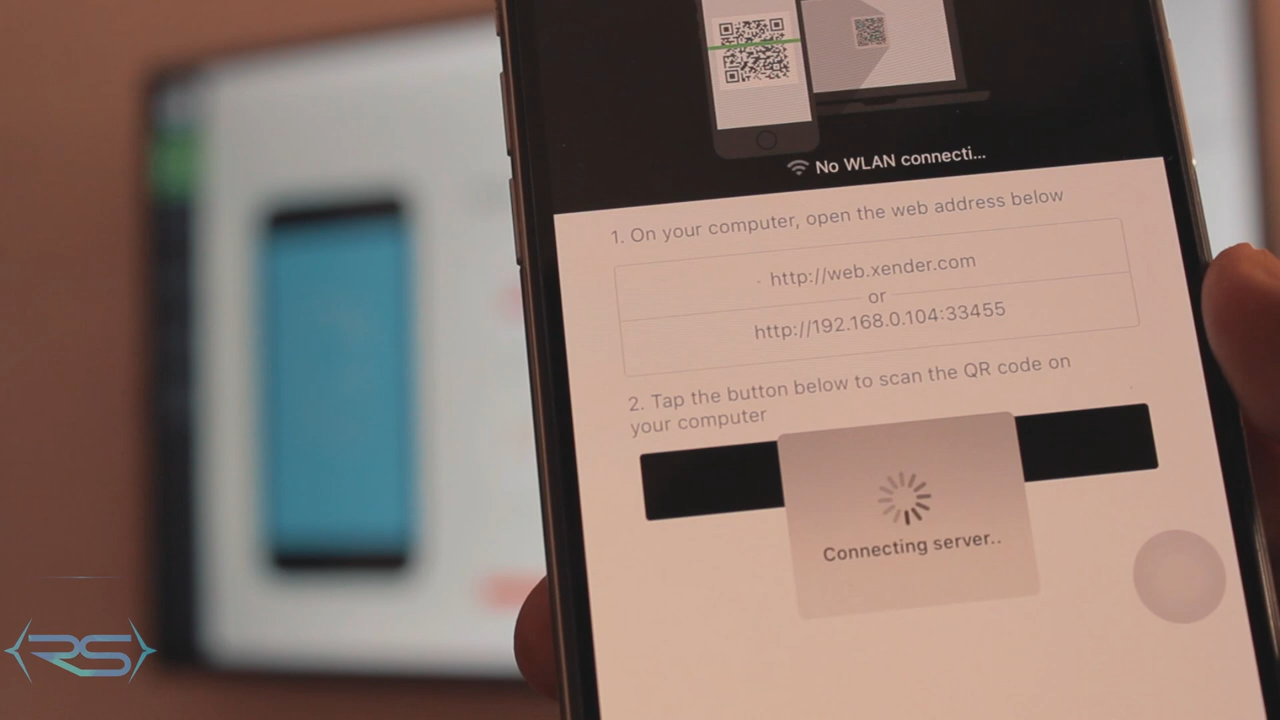 No WLAN connecti...
1. On your computer, open the web address below
http://web.xender.com
or
http://192.168.0.104:33455
2. Tap the button below to scan the QR code on
your computer
Connecting server..
RS